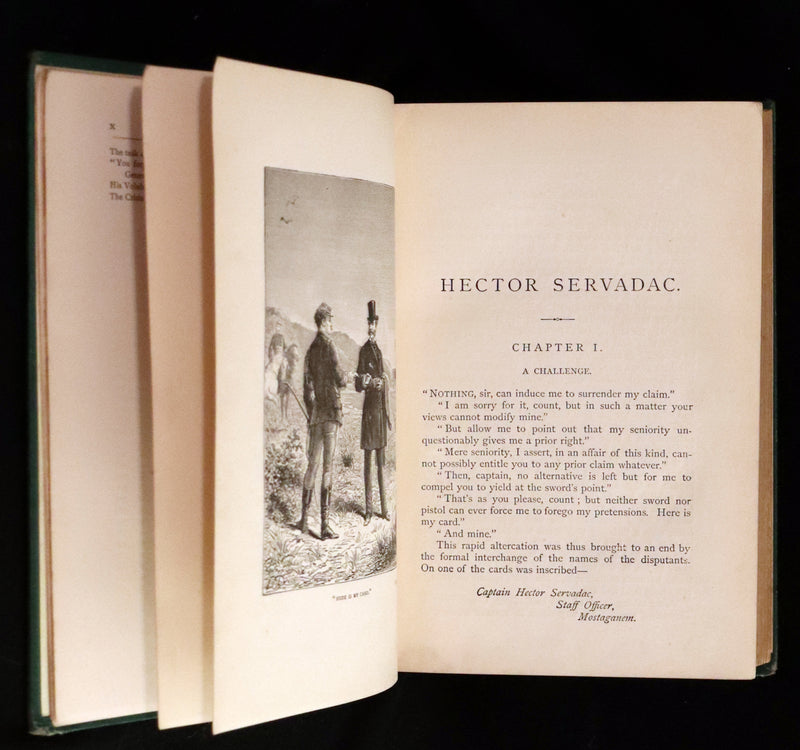 X
The task
"You
His
The
"HERE IS MY CARD."
HECTOR SERVADAC.
CHAPTER I.
A CHALLENGE.
"NOTHING, sir, can induce me to surrender my claim."
"I am sorry for it, count, but in such a matter your
views cannot modify mine."
"But allow me to point out that my seniority un-
questionably gives me a prior right."
"Mere seniority, I assert, in an affair of this kind, can-
not possibly entitle you to any prior claim whatever."
"Then, captain, no alternative is left but for me to
compel you to yield at the sword's point."
"That's as you please, count; but neither sword nor
pistol can ever force me to forego my pretensions. Here is
my card."
"And mine."
This rapid altercation was thus brought to an end by
the formal interchange of the names of the disputants.
On one of the cards was inscribed—
Captain Hector Servadac,
Staff Officer,
Mostaganem.